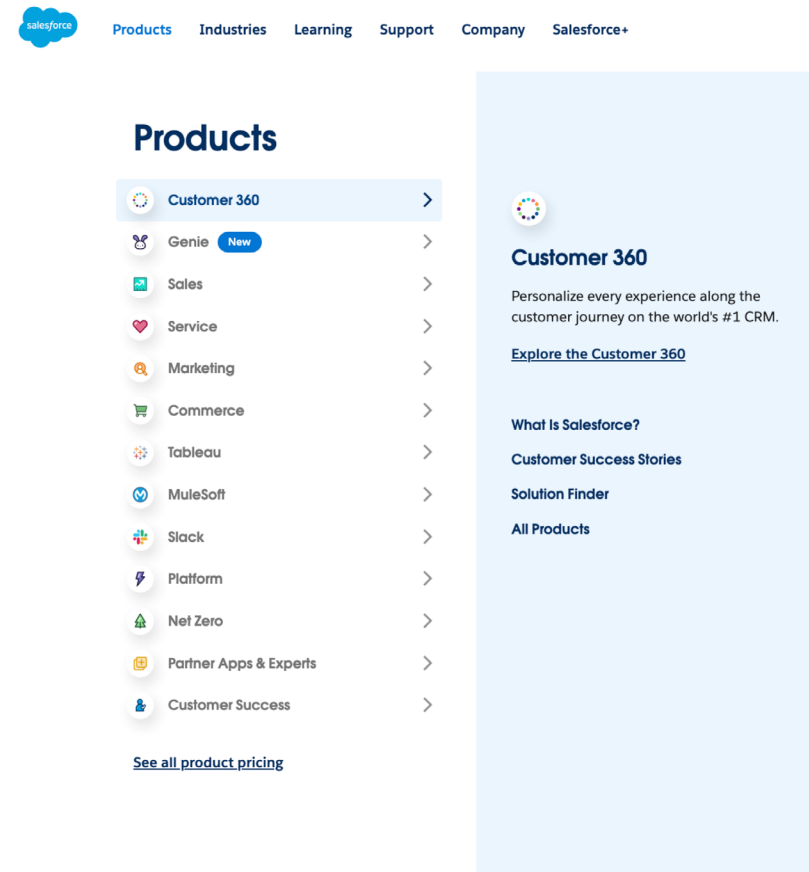 salesforce
Products
Industries
Learning
Support
Company
Salesforce+
Products
Customer 360
Genie
New
Sales
Service
Marketing
Commerce
Tableau
MuleSoft
Slack
Platform
Net Zero
Partner Apps & Experts
Customer Success
See all product pricing
Customer 360
Personalize every experience along the
customer journey on the world's #1 CRM.
Explore the Customer 360
What Is Salesforce?
Customer Success Stories
Solution Finder
All Products